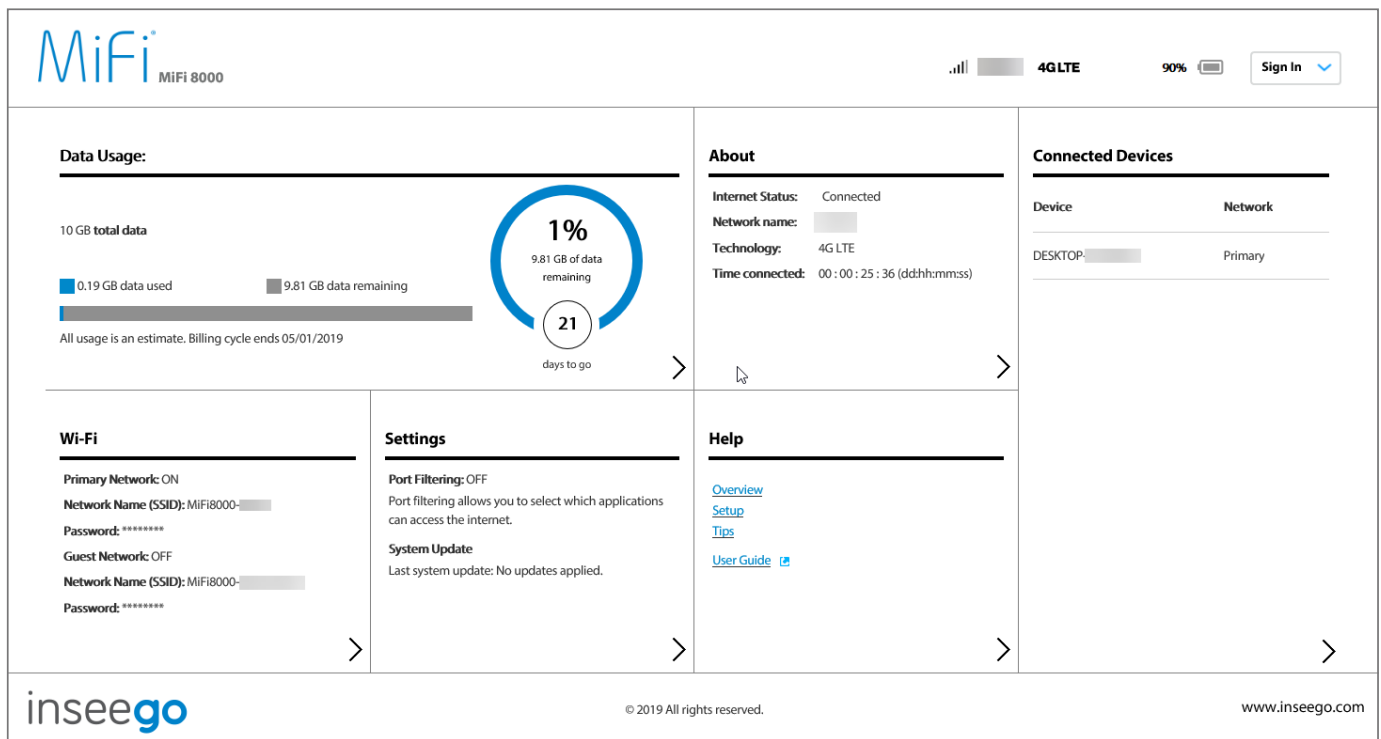 MiFi
MiFi 8000
4G LTE
90%
Sign In
Data Usage:
10 GB total data
0.19 GB data used
9.81 GB data remaining
All usage is an estimate. Billing cycle ends 05/01/2019
1%
9.81 GB of data
remaining
21
days to go
About
Internet Status: Connected
Network name:
Technology: 4G LTE
Time connected: 00 : 00 : 25 : 36 (dd:hh:mm:ss)
Connected Devices
Device Network
DESKTOP- Primary
Wi-Fi
Primary Network: ON
Network Name (SSID): MiFi8000-
Password: ********
Guest Network: OFF
Network Name (SSID): MiFi8000-
Password: ********
Settings
Port Filtering: OFF
Port filtering allows you to select which applications
can access the internet.
System Update
Last system update: No updates applied.
Help
Overview
Setup
Tips
User Guide
inseego
© 2019 All rights reserved.
www.inseego.com